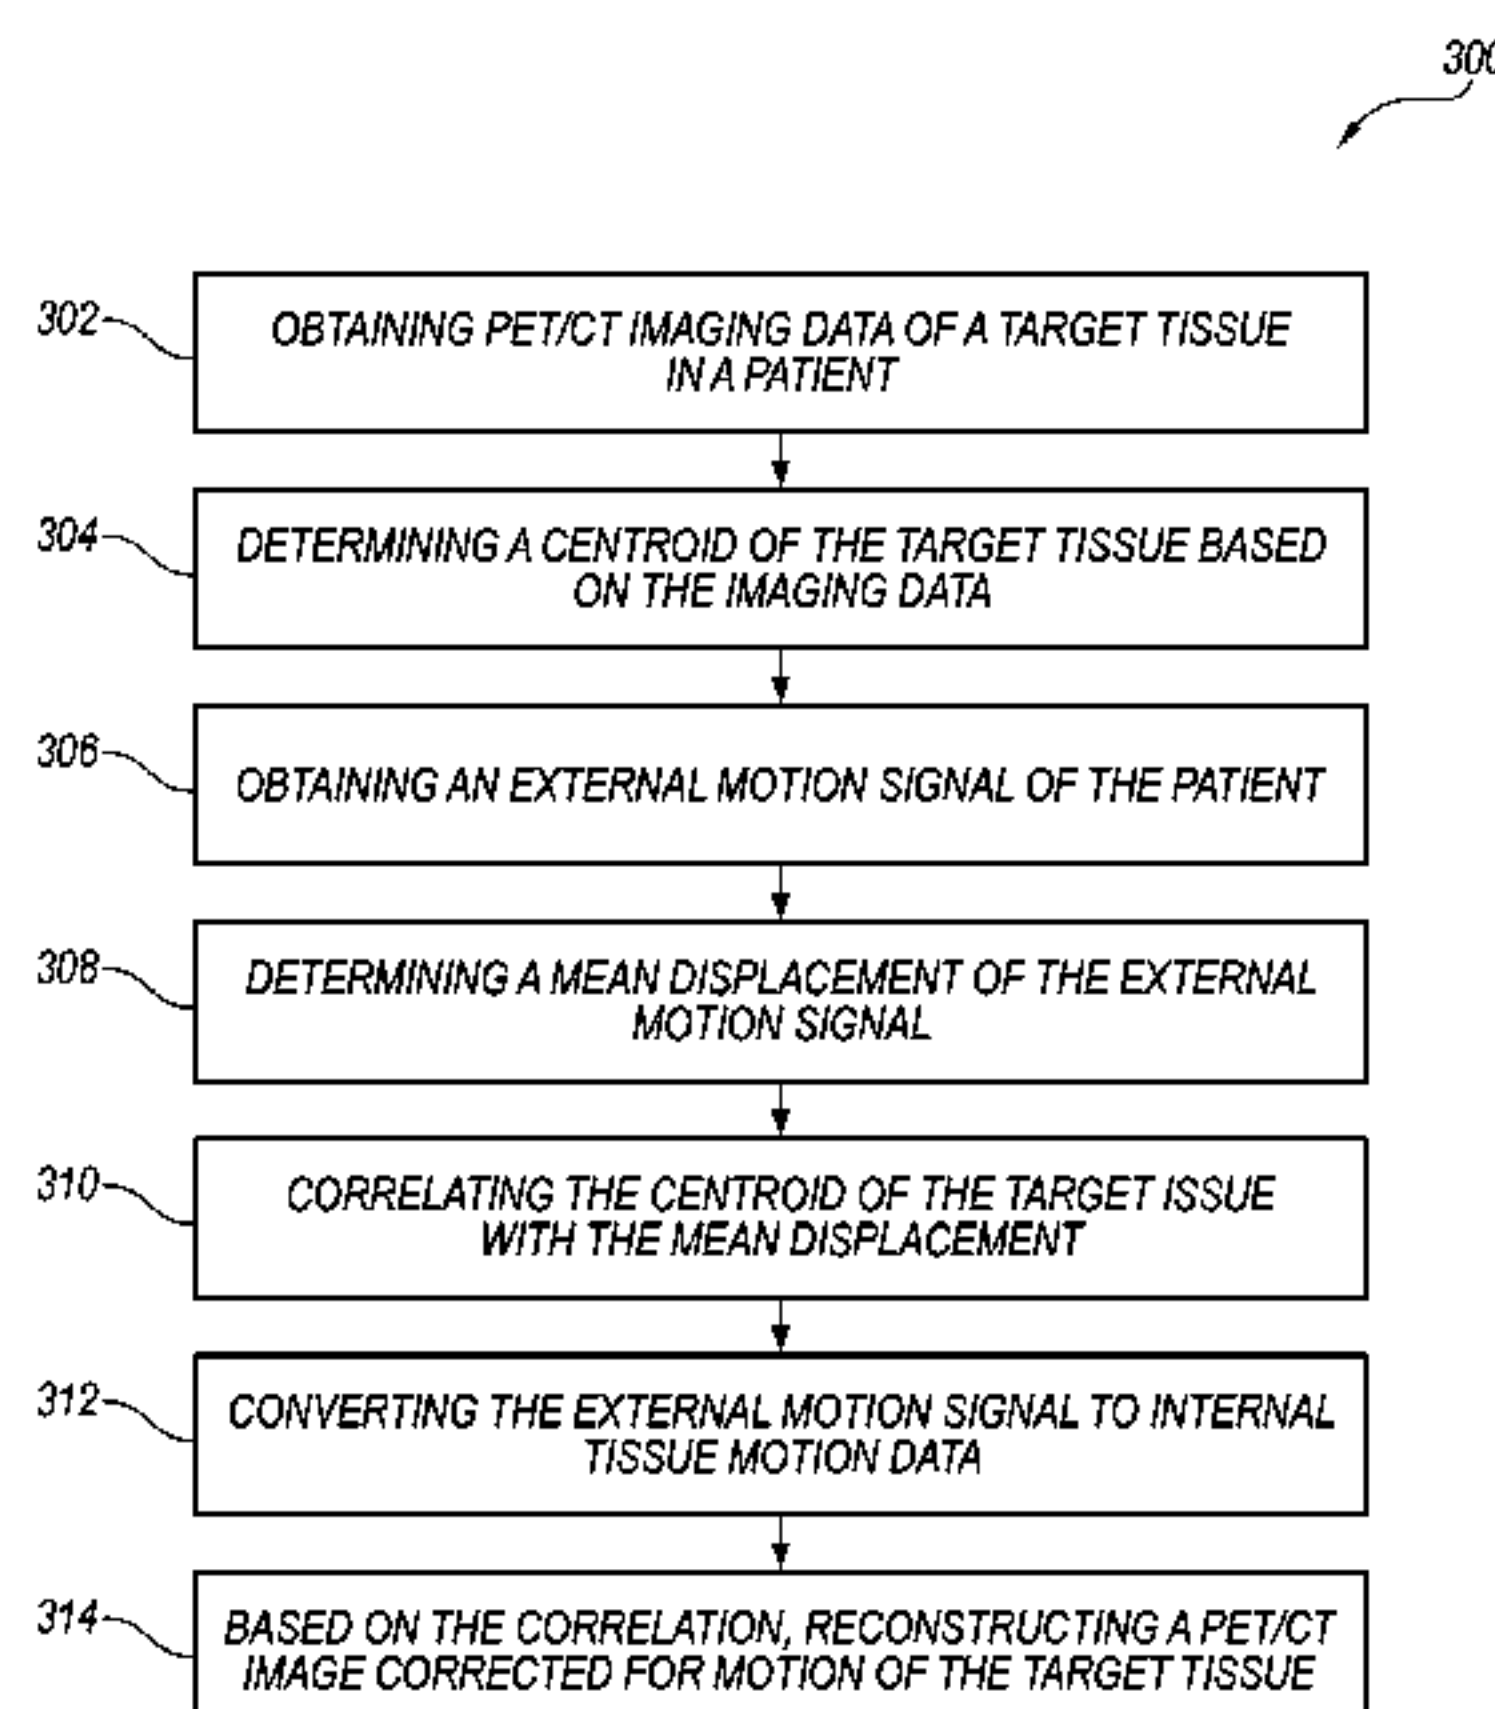 300
302
OBTAINING PET/CT IMAGING DATA OF A TARGET TISSUE
IN A PATIENT
304
DETERMINING A CENTROID OF THE TARGET TISSUE BASED
ON THE IMAGING DATA
306
OBTAINING AN EXTERNAL MOTION SIGNAL OF THE PATIENT
308
DETERMINING A MEAN DISPLACEMENT OF THE EXTERNAL
MOTION SIGNAL
310
CORRELATING THE CENTROID OF THE TARGET ISSUE
WITH THE MEAN DISPLACEMENT
312
CONVERTING THE EXTERNAL MOTION SIGNAL TO INTERNAL
TISSUE MOTION DATA
314
BASED ON THE CORRELATION, RECONSTRUCTING A PET/CT
IMAGE CORRECTED FOR MOTION OF THE TARGET TISSUE